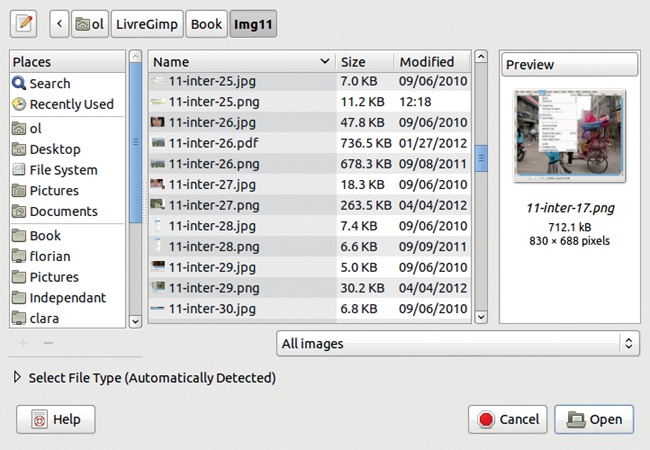 < ol LivreGimp Book Img11
Places
Search
Recently Used
ol
Desktop
File System
Pictures
Documents
Book
florian
Pictures
Independant
clara
+ −
Name Size Modified
11-inter-25.jpg 7.0 KB 09/06/2010
11-inter-25.png 11.2 KB 12:18
11-inter-26.jpg 47.8 KB 09/06/2010
11-inter-26.pdf 736.5 KB 01/27/2012
11-inter-26.png 678.3 KB 09/08/2011
11-inter-27.jpg 18.3 KB 09/06/2010
11-inter-27.png 263.5 KB 04/04/2012
11-inter-28.jpg 7.4 KB 09/06/2010
11-inter-28.png 6.6 KB 09/09/2011
11-inter-29.jpg 5.0 KB 09/06/2010
11-inter-29.png 30.2 KB 04/04/2012
11-inter-30.jpg 6.8 KB 09/06/2010
Preview
11-inter-17.png
712.1 kB
830 × 688 pixels
All images
Select File Type (Automatically Detected)
Help Cancel Open